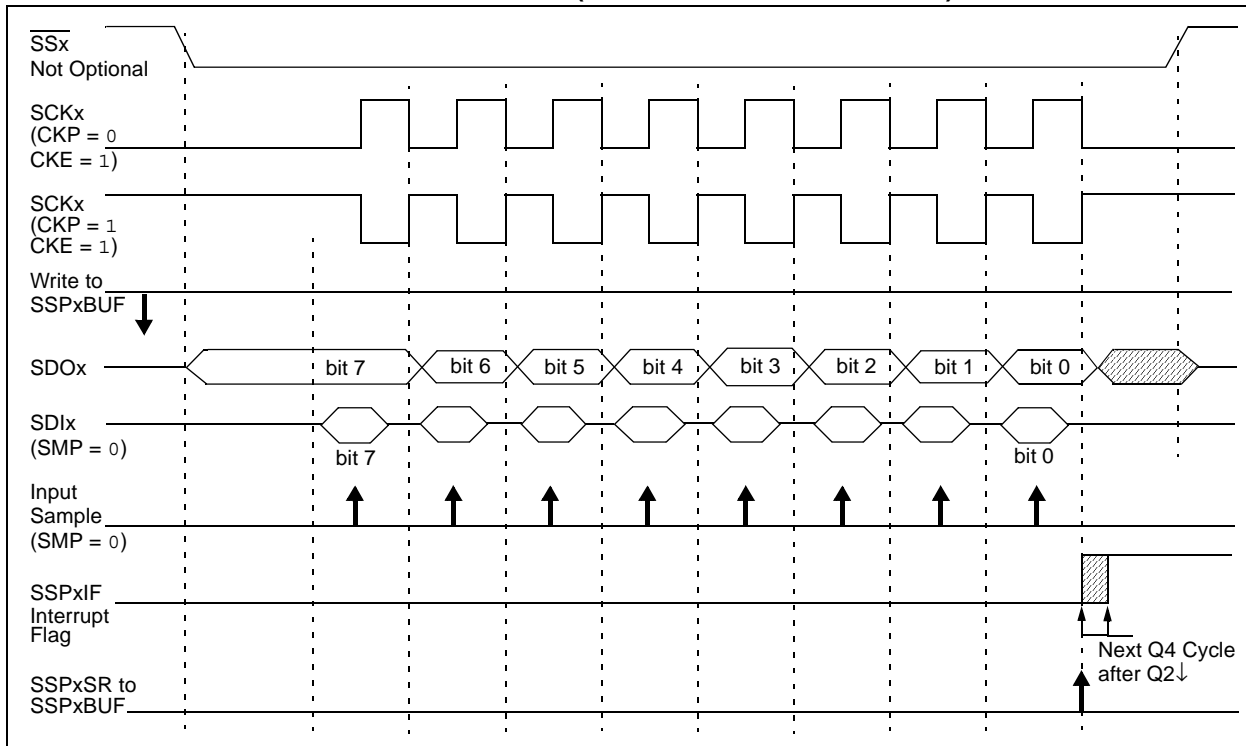 SSx
Not Optional
SCKx
(CKP = 0
CKE = 1)
SCKx
(CKP = 1
CKE = 1)
Write to
SSPxBUF
SDOx
bit 7
bit 6
bit 5
bit 4
bit 3
bit 2
bit 1
bit 0
SDIx
(SMP = 0)
bit 7
bit 0
Input
Sample
(SMP = 0)
SSPxIF
Interrupt
Flag
Next Q4 Cycle
after Q2↓
SSPxSR to
SSPxBUF